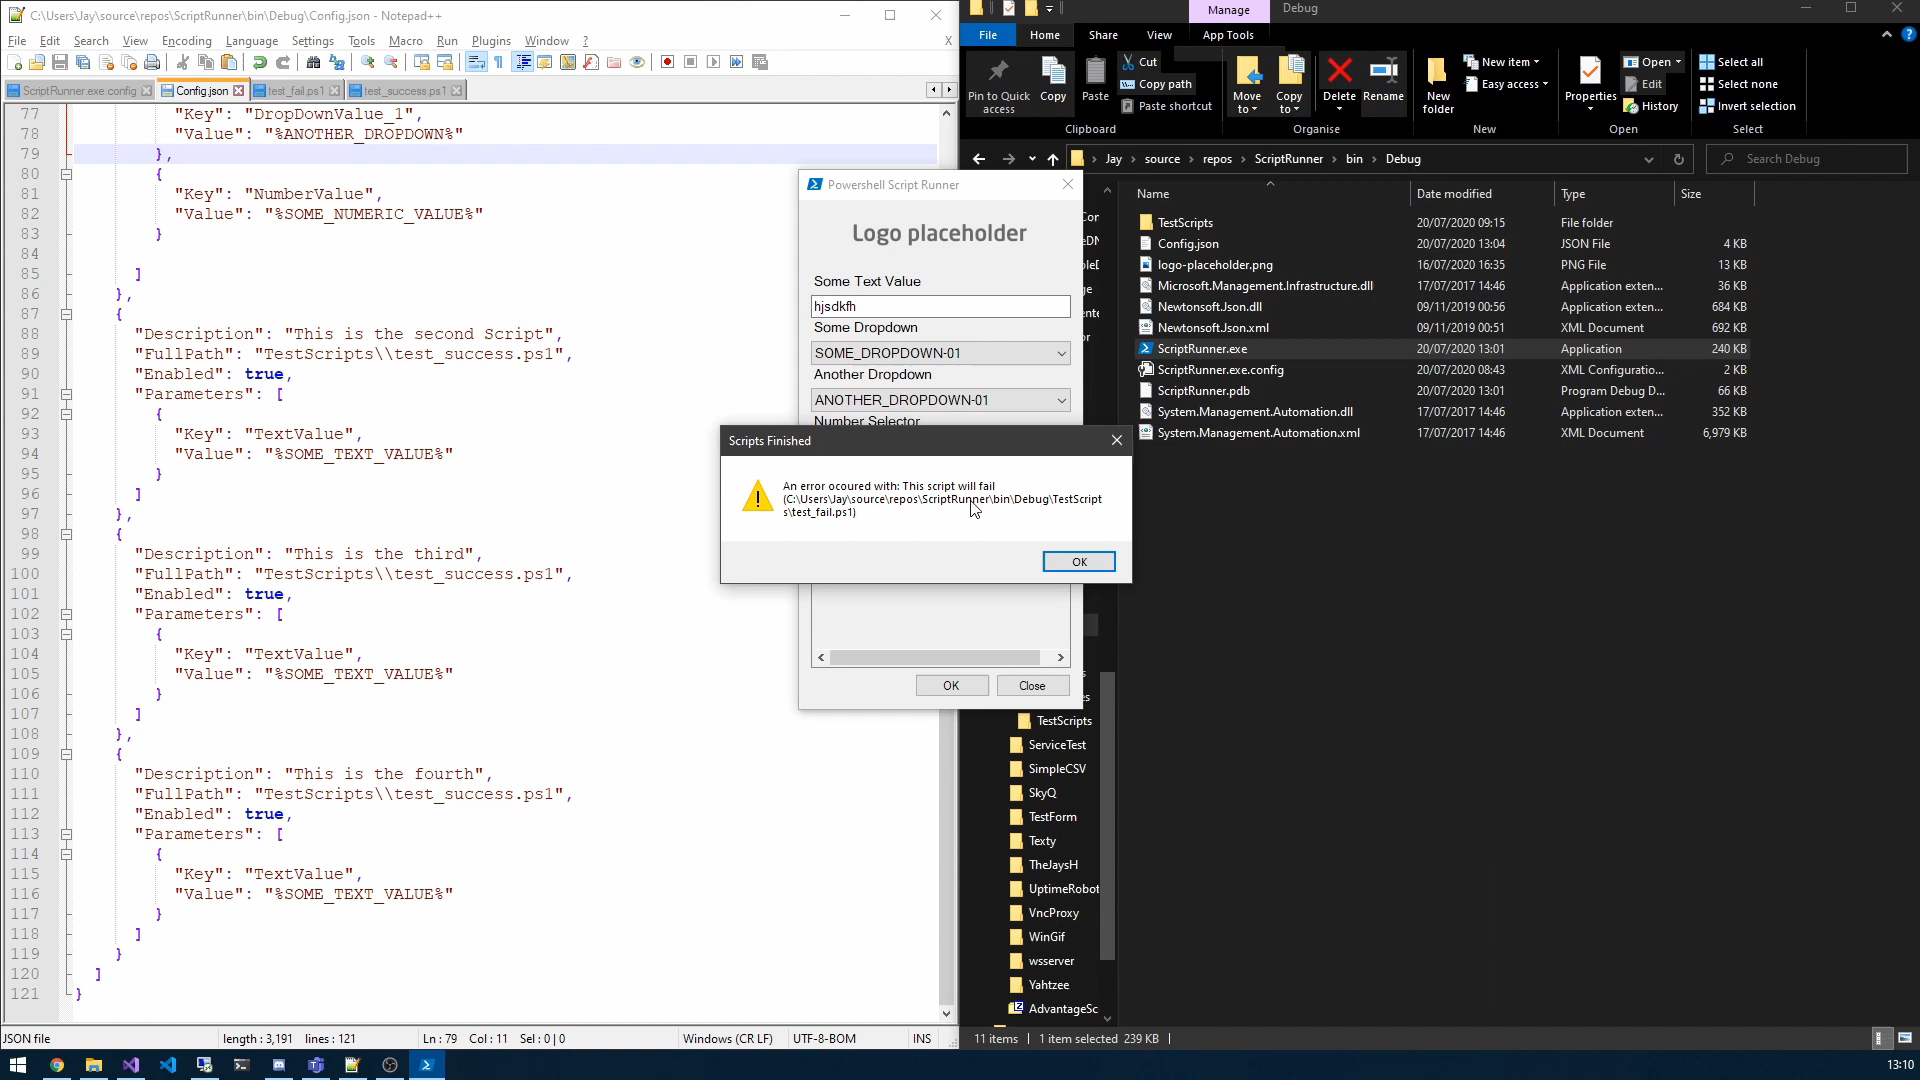 C:\Users\Jay\source\repos\ScriptRunner\bin\Debug\Config.json - Notepad++
File Edit Search View Encoding Language Settings Tools Macro Run Plugins Window ? X
ScriptRunner.exe.config Config.json test_fail.ps1 test_success.ps1
77 "Key": "DropDownValue_1",
78 "Value": "%ANOTHER_DROPDOWN%"
79 },
80 {
81 "Key": "NumberValue",
82 "Value": "%SOME_NUMERIC_VALUE%"
83 }
84
85 ]
86 },
87 {
88 "Description": "This is the second Script",
89 "FullPath": "TestScripts\\test_success.ps1",
90 "Enabled": true,
91 "Parameters": [
92 {
93 "Key": "TextValue",
94 "Value": "%SOME_TEXT_VALUE%"
95 }
96 ]
97 },
98 {
99 "Description": "This is the third",
100 "FullPath": "TestScripts\\test_success.ps1",
101 "Enabled": true,
102 "Parameters": [
103 {
104 "Key": "TextValue",
105 "Value": "%SOME_TEXT_VALUE%"
106 }
107 ]
108 },
109 {
110 "Description": "This is the fourth",
111 "FullPath": "TestScripts\\test_success.ps1",
112 "Enabled": true,
113 "Parameters": [
114 {
115 "Key": "TextValue",
116 "Value": "%SOME_TEXT_VALUE%"
117 }
118 ]
119 }
120 ]
121 }
JSON file length : 3,191 lines : 121 Ln : 79 Col : 11 Sel : 0 | 0 Windows (CR LF) UTF-8-BOM INS
Powershell Script Runner
Logo placeholder
Some Text Value
hjsdkfh
Some Dropdown
SOME_DROPDOWN-01
Another Dropdown
ANOTHER_DROPDOWN-01
Number Selector
OK Close
Scripts Finished
An error ocoured with: This script will fail
(C:\Users\Jay\source\repos\ScriptRunner\bin\Debug\TestScript
s\test_fail.ps1)
OK
Manage Debug
File Home Share View App Tools
Pin to Quick access
Copy
Paste
Cut
Copy path
Paste shortcut
Clipboard
Move to
Copy to
Delete
Rename
Organise
New folder
New item
Easy access
New
Properties
Open
Edit
History
Open
Select all
Select none
Invert selection
Select
Jay source repos ScriptRunner bin Debug
Search Debug
Name Date modified Type Size
TestScripts 20/07/2020 09:15 File folder
Config.json 20/07/2020 13:04 JSON File 4 KB
logo-placeholder.png 16/07/2020 16:35 PNG File 13 KB
Microsoft.Management.Infrastructure.dll 17/07/2017 14:46 Application exten... 36 KB
Newtonsoft.Json.dll 09/11/2019 00:56 Application exten... 684 KB
Newtonsoft.Json.xml 09/11/2019 00:51 XML Document 692 KB
ScriptRunner.exe 20/07/2020 13:01 Application 240 KB
ScriptRunner.exe.config 20/07/2020 08:43 XML Configuratio... 2 KB
ScriptRunner.pdb 20/07/2020 13:01 Program Debug D... 66 KB
System.Management.Automation.dll 17/07/2017 14:46 Application exten... 352 KB
System.Management.Automation.xml 17/07/2017 14:46 XML Document 6,979 KB
TestScripts
ServiceTest
SimpleCSV
SkyQ
TestForm
Texty
TheJaysH
UptimeRobot
VncProxy
WinGif
wsserver
Yahtzee
AdvantageSc
11 items 1 item selected 239 KB
13:10